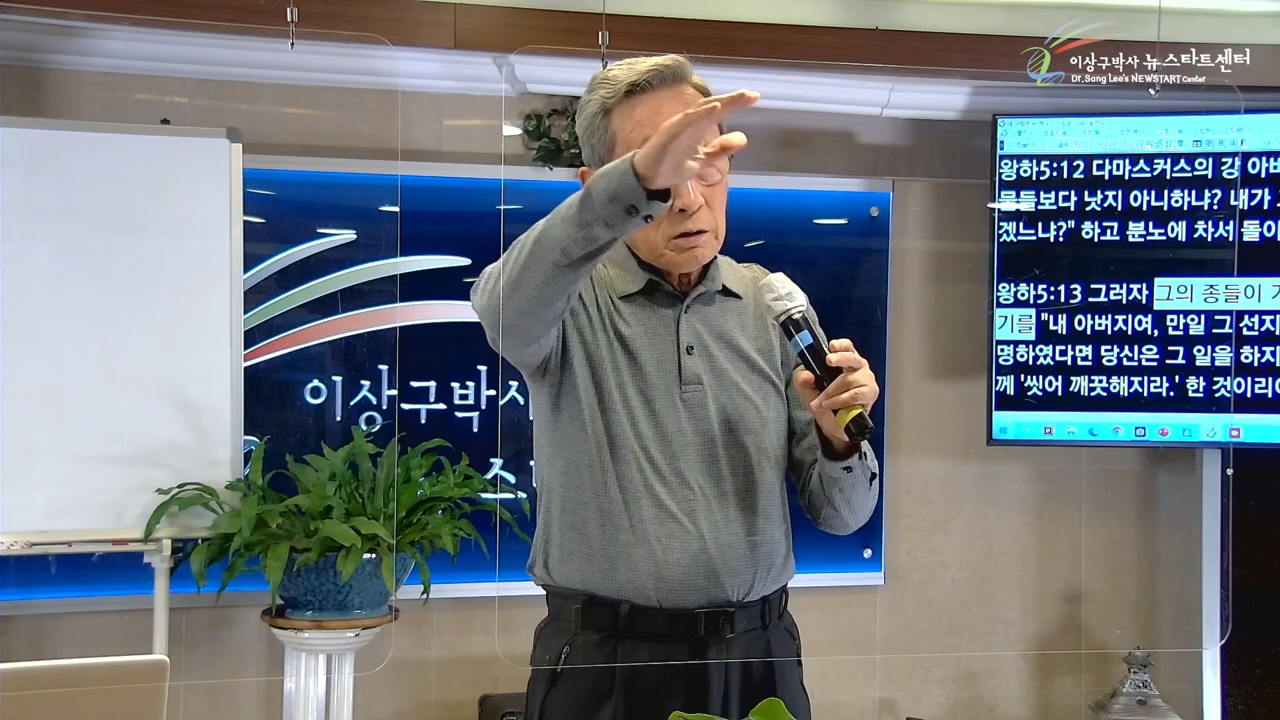 이상구박사 뉴스타트센터
Dr.Sang Lee's NEWSTART Center
왕하5:12 다마스커스의 강 아바
물들보다 낫지 아니하냐? 내가
겠느냐?" 하고 분노에 차서 돌이
왕하5:13 그러자 그의 종들이
기를 "내 아버지여, 만일 그 선지
명하였다면 당신은 그 일을 하지
께 '씻어 깨끗해지라.' 한 것이리
이상구박사
스